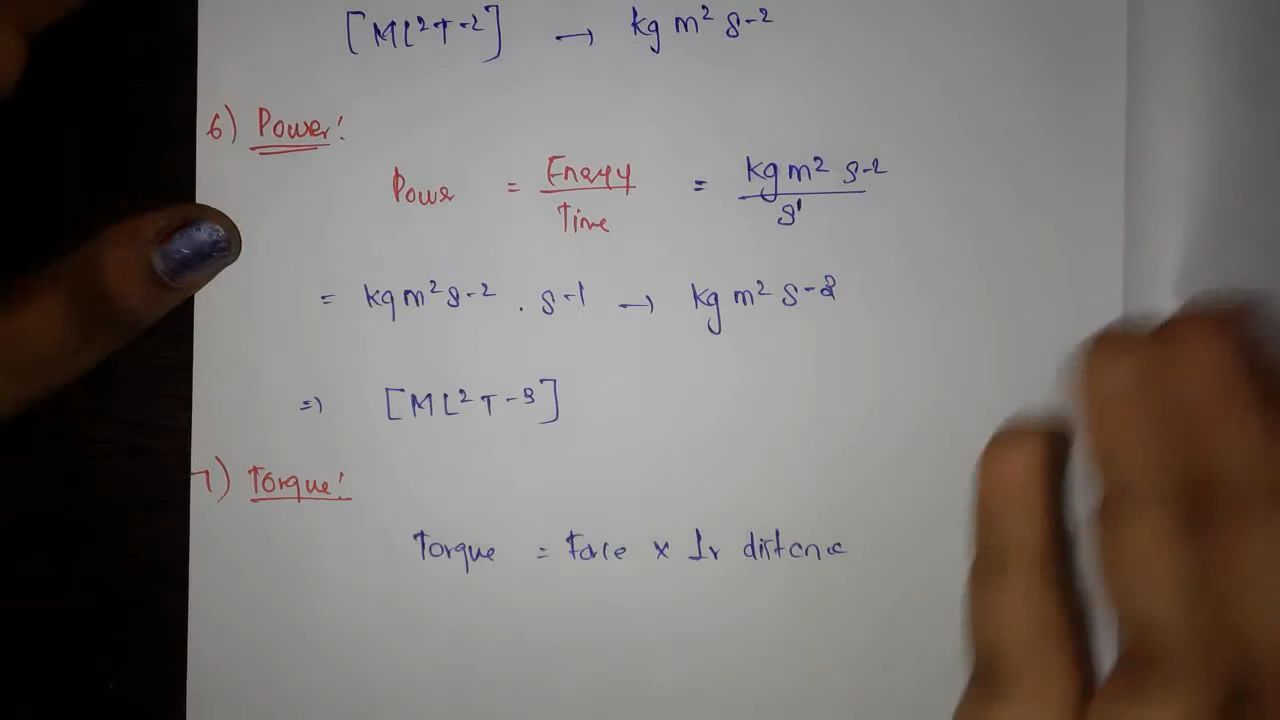 [ML²T-2] → kg m² s-2
6) Power:
Power = Energy / Time = kg m² s-2 / s¹
= kg m² s-2 . s-1 → kg m² s-3
⇒ [ML²T-3]
7) Torque:
Torque = Force × ⊥r distance